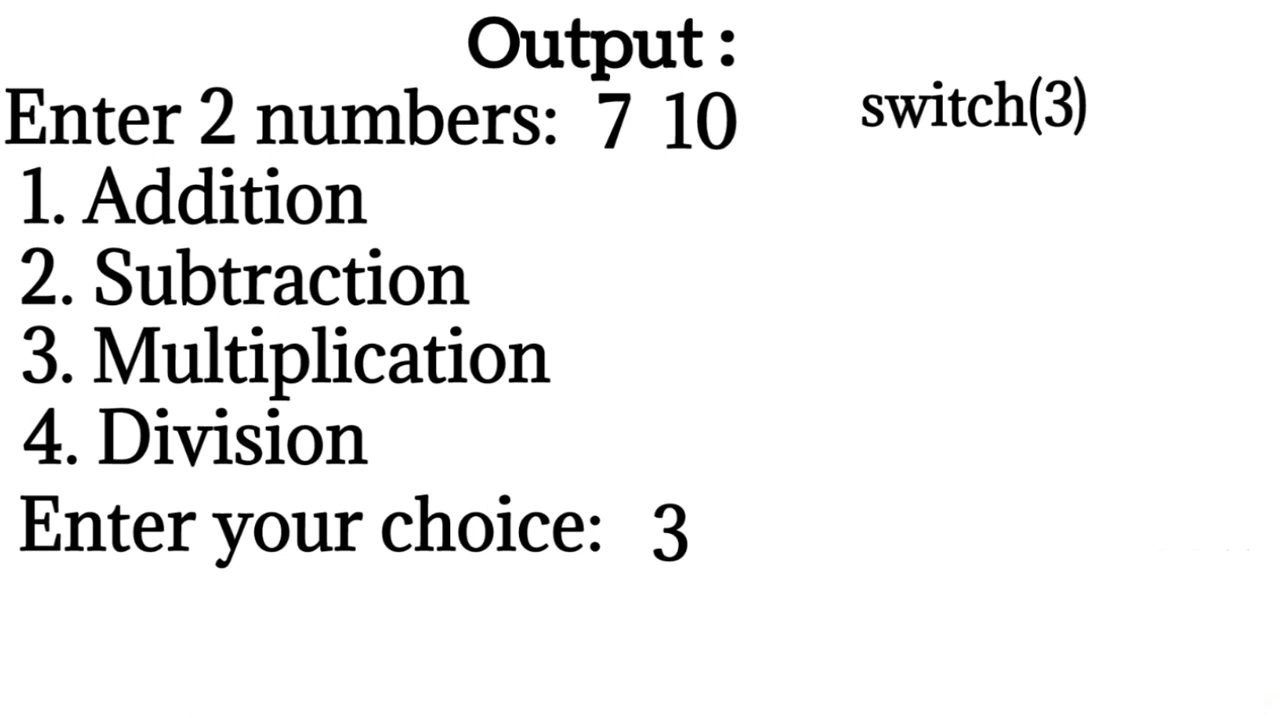 Output :
Enter 2 numbers: 7 10
switch(3)
1. Addition
2. Subtraction
3. Multiplication
4. Division
Enter your choice: 3